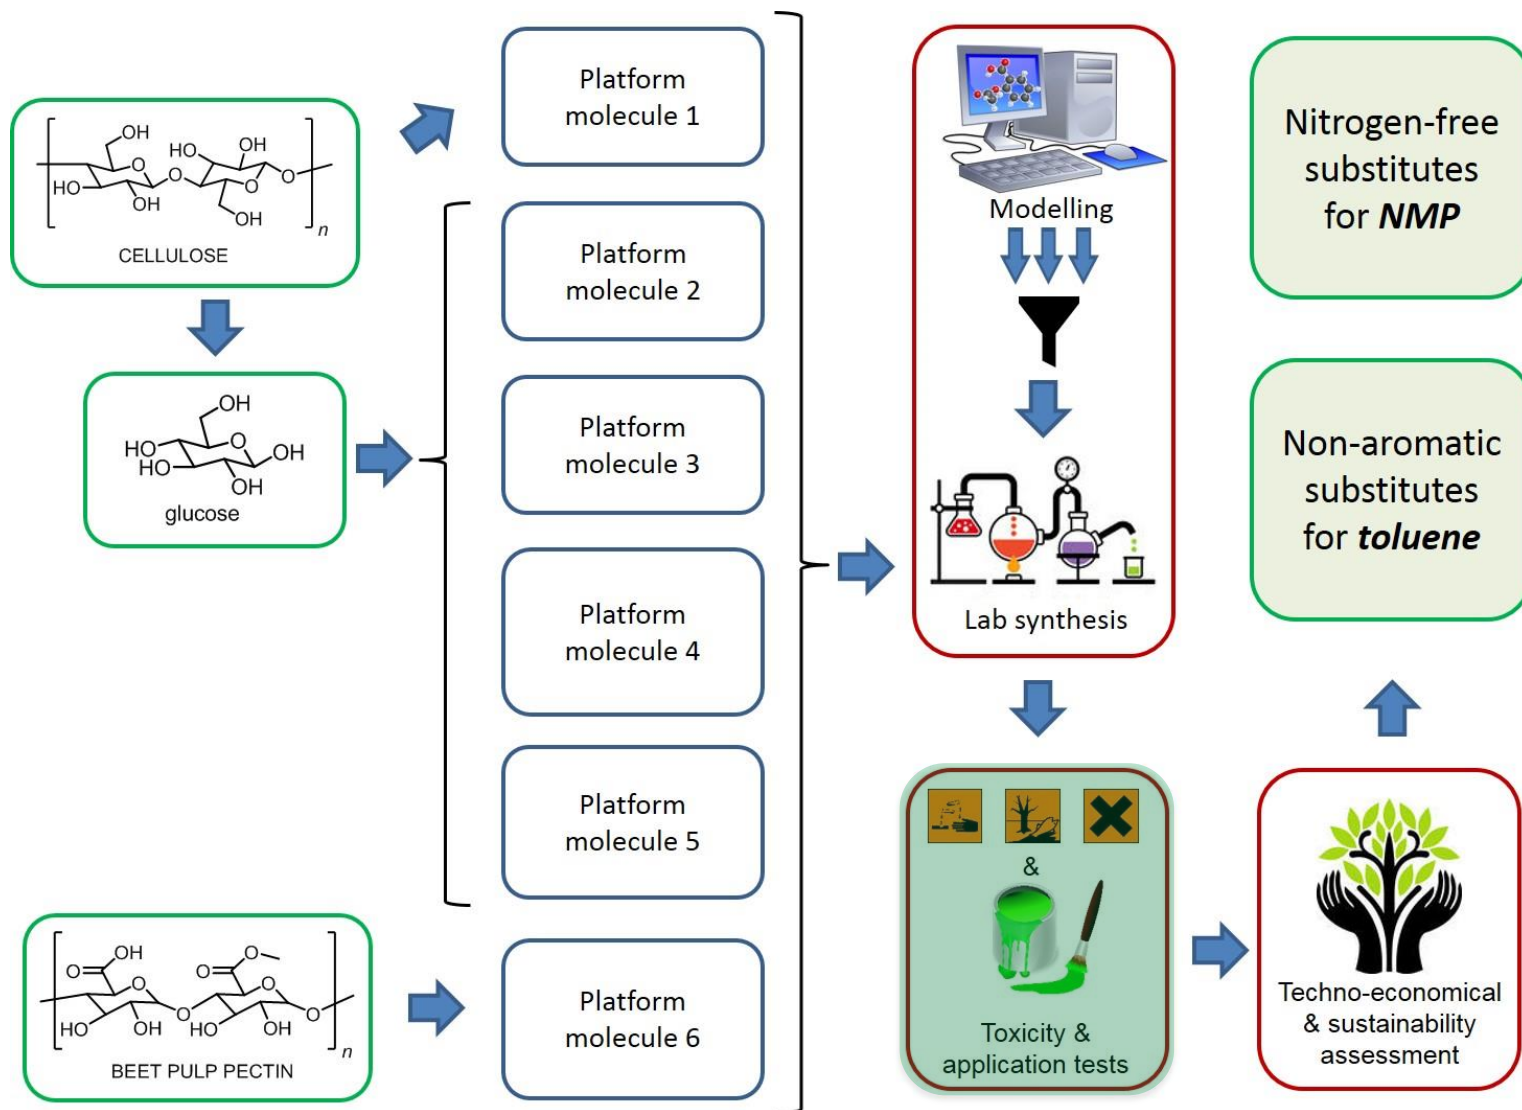 OH
O
HO
OH
O
HO
OH
O
OH
O
HO
OH
n
CELLULOSE
OH
HO
O
HO
OH
OH
glucose
OH
O
O
HO
OH
O
O
O
O
HO
OH
O
n
BEET PULP PECTIN
Platform
molecule 1
Platform
molecule 2
Platform
molecule 3
Platform
molecule 4
Platform
molecule 5
Platform
molecule 6
Modelling
Lab synthesis
&
Toxicity &
application tests
Techno-economical
& sustainability
assessment
Nitrogen-free
substitutes
for NMP
Non-aromatic
substitutes
for toluene